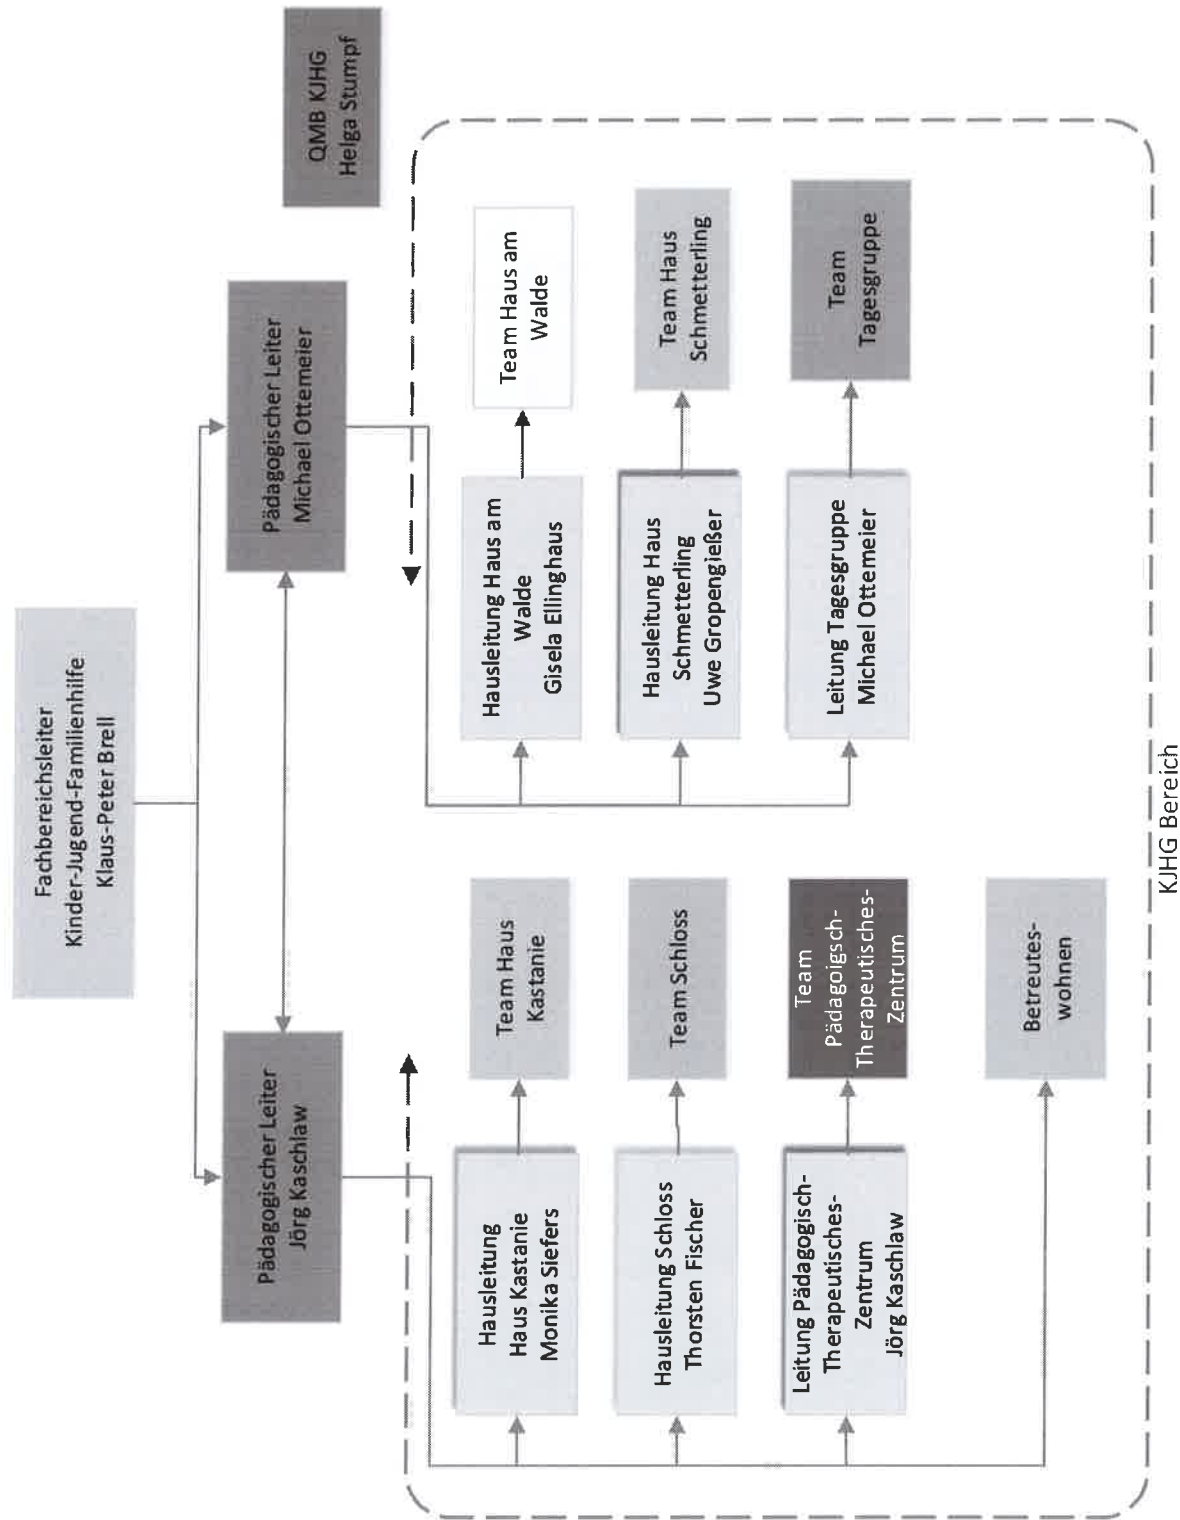 Fachbereichsleiter
Kinder-Jugend-Familienhilfe
Klaus-Peter Brell
Pädagogischer Leiter
Jörg Kaschlaw
Pädagogischer Leiter
Michael Ottemeier
QMB KJHG
Helga Stumpf
Hausleitung
Haus Kastanie
Monika Siefers
Team Haus
Kastanie
Hausleitung Schloss
Thorsten Fischer
Team Schloss
Leitung Pädagogisch-
Therapeutisches-
Zentrum
Jörg Kaschlaw
Team
Pädagoigsch-
Therapeutisches-
Zentrum
Betreutes-
wohnen
Hausleitung Haus am
Walde
Gisela Ellinghaus
Team Haus am
Walde
Hausleitung Haus
Schmetterling
Uwe Gropengießer
Team Haus
Schmetterling
Leitung Tagesgruppe
Michael Ottemeier
Team
Tagesgruppe
KJHG Bereich